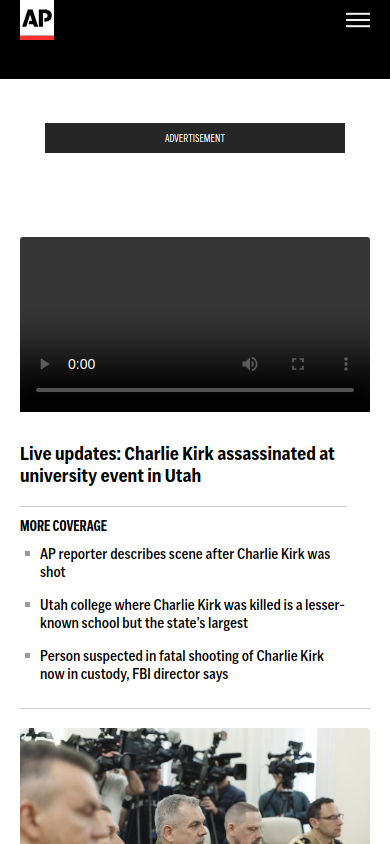 AP
ADVERTISEMENT
0:00
Live updates: Charlie Kirk assassinated at
university event in Utah
MORE COVERAGE
AP reporter describes scene after Charlie Kirk was
shot
Utah college where Charlie Kirk was killed is a lesser-
known school but the state’s largest
Person suspected in fatal shooting of Charlie Kirk
now in custody, FBI director says